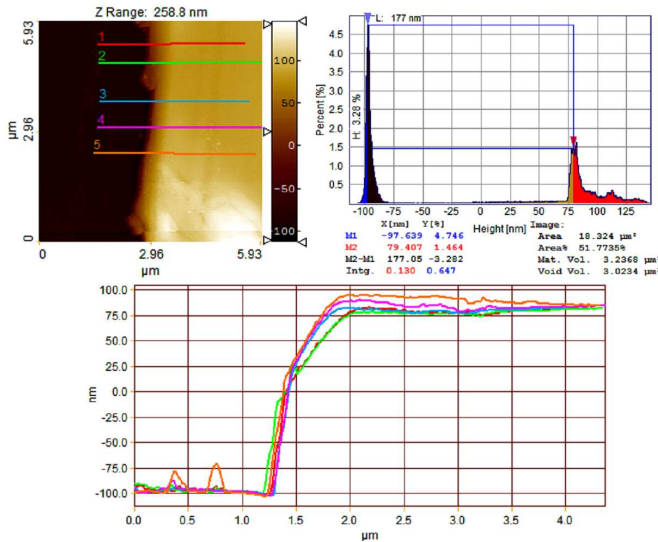 Z Range: 258.8 nm
5.93
2.96
0
µm
1
2
3
4
5
0
2.96
5.93
µm
100
50
0
-50
100
L: 177 nm
H: 3.28 %
Percent [%]
4.5
4.0
3.5
3.0
2.5
2.0
1.5
1.0
0.5
-100 -75 -50 -25 0 25 50 75 100 125
Height[nm]
X[nm] Y[%] Image:
M1 -97.639 4.746 Area 18.324 µm²
M2 79.407 1.464 Area% 51.7735%
M2-M1 177.05 -3.282 Mat. Vol. 3.2368 µm³
Intg. 0.130 0.647 Void Vol. 3.0234 µm³
100.0
75.0
50.0
25.0
0.0
-25.0
-50.0
-75.0
-100.0
nm
0.0 0.5 1.0 1.5 2.0 2.5 3.0 3.5 4.0
µm